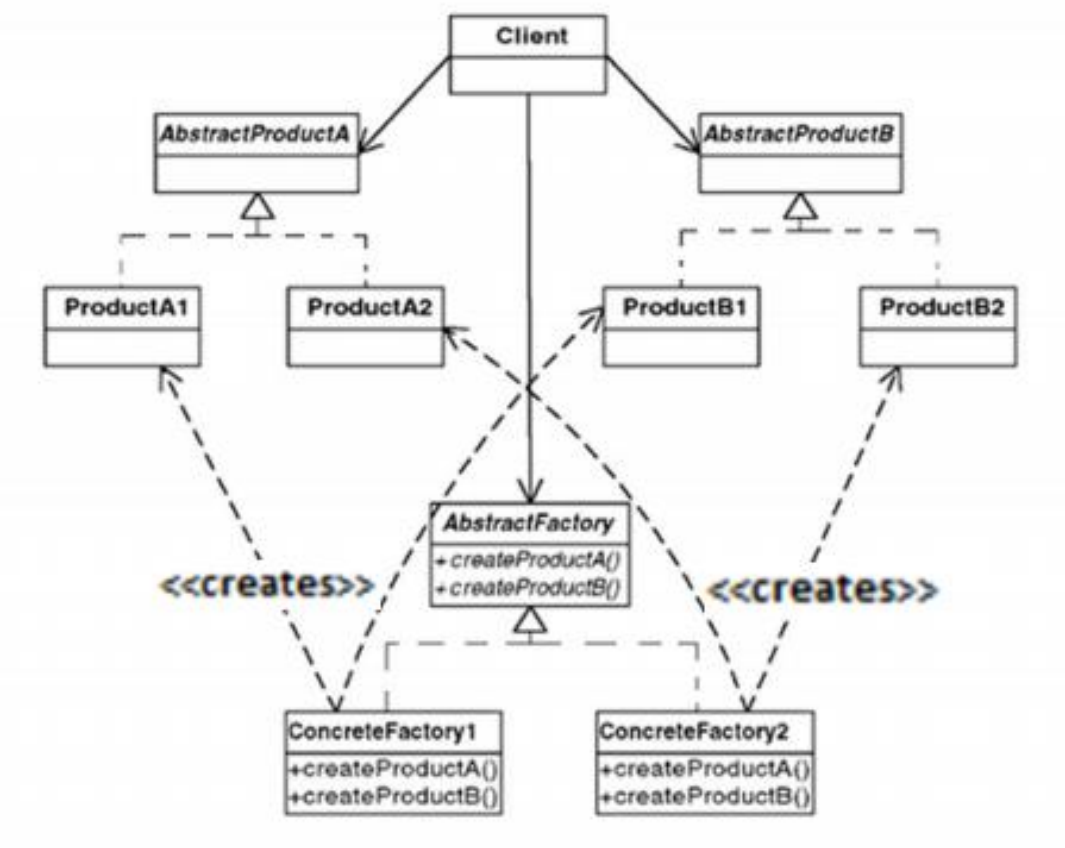 Client
AbstractProductA
AbstractProductB
ProductA1
ProductA2
ProductB1
ProductB2
AbstractFactory
+createProductA()
+createProductB()
<<creates>>
<<creates>>
ConcreteFactory1
+createProductA()
+createProductB()
ConcreteFactory2
+createProductA()
+createProductB()